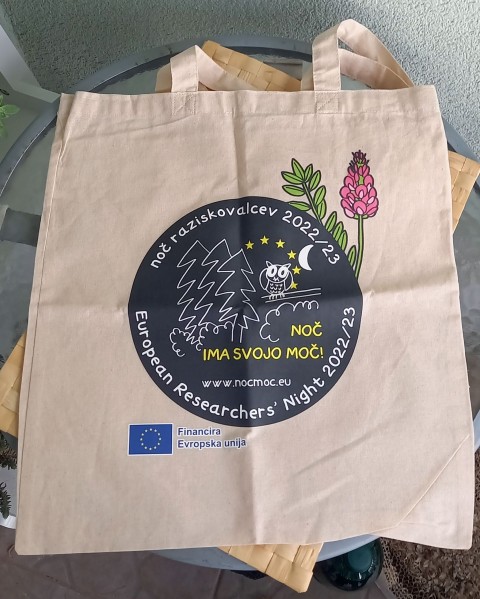 noč raziskovalcev 2022/23
NOČ
IMA SVOJO MOČ!
www.nocmoc.eu
European Researchers' Night 2022/23
Financira
Evropska unija